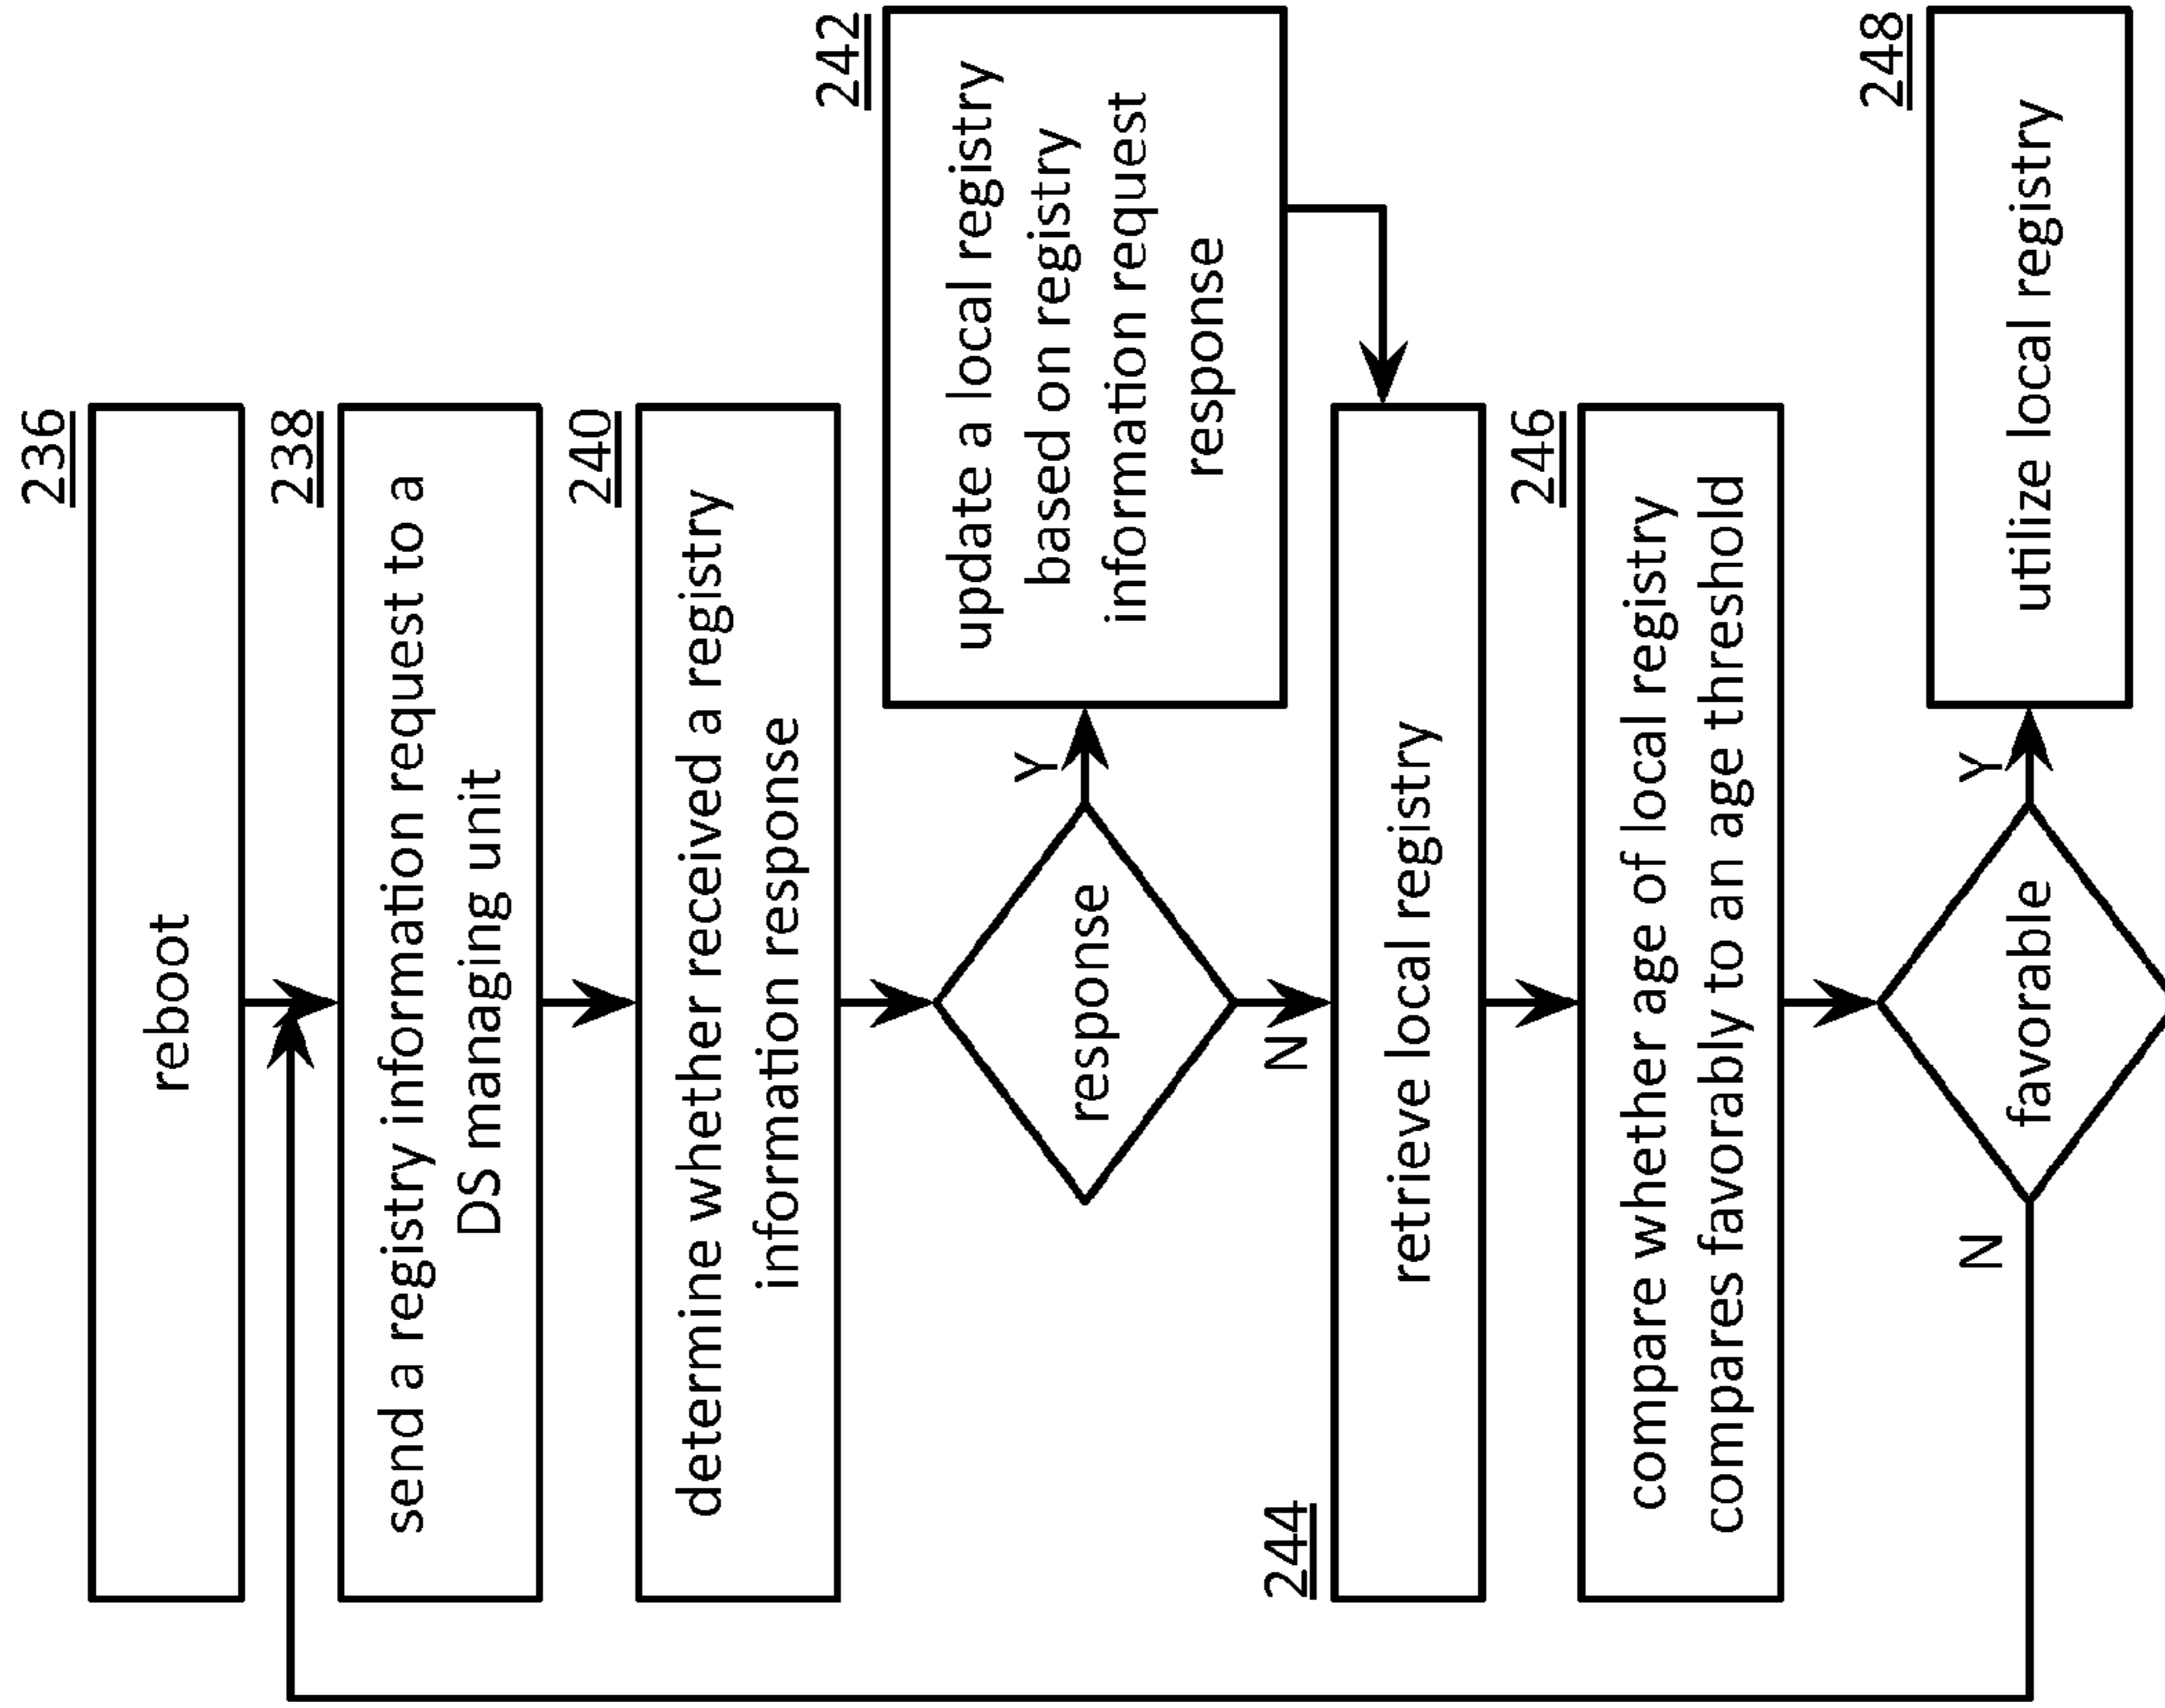 236
reboot
238
send a registry information request to a
DS managing unit
240
determine whether received a registry
information response
response
Y
N
242
update a local registry
based on registry
information request
response
244
retrieve local registry
246
compare whether age of local registry
compares favorably to an age threshold
favorable
N
Y
248
utilize local registry